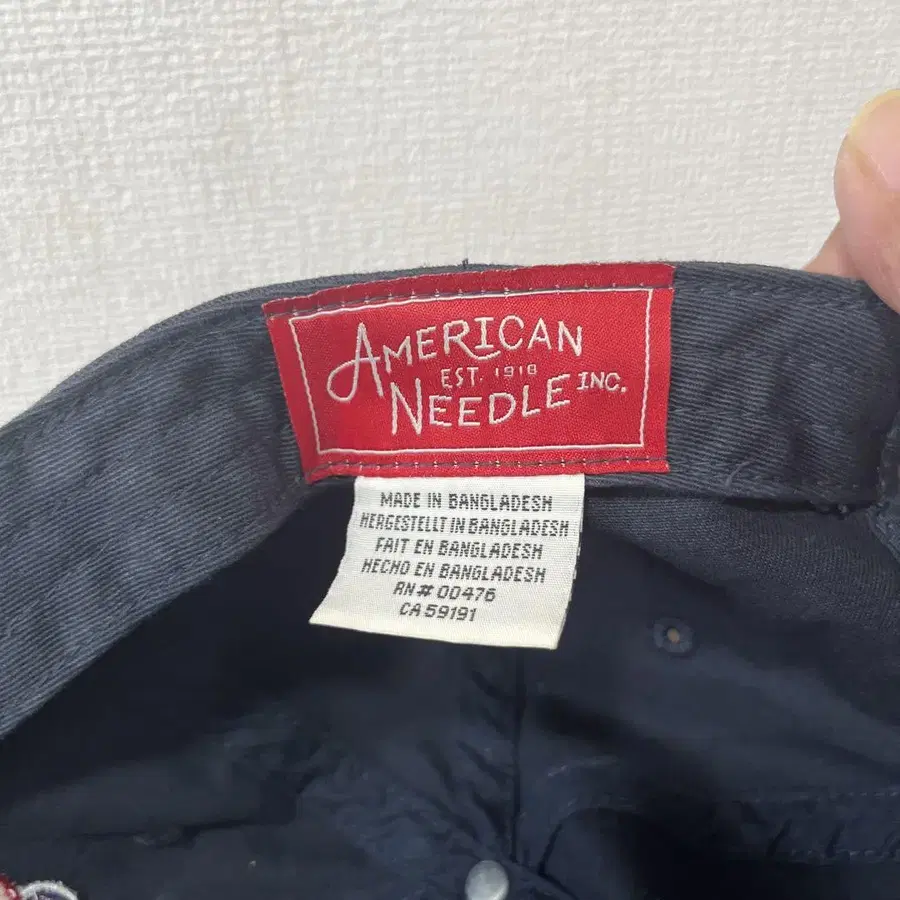 AMERICAN
EST. 1918
NEEDLE INC.
MADE IN BANGLADESH
HERGESTELLT IN BANGLADESH
FAIT EN BANGLADESH
HECHO EN BANGLADESH
RN# 00476
CA 59191